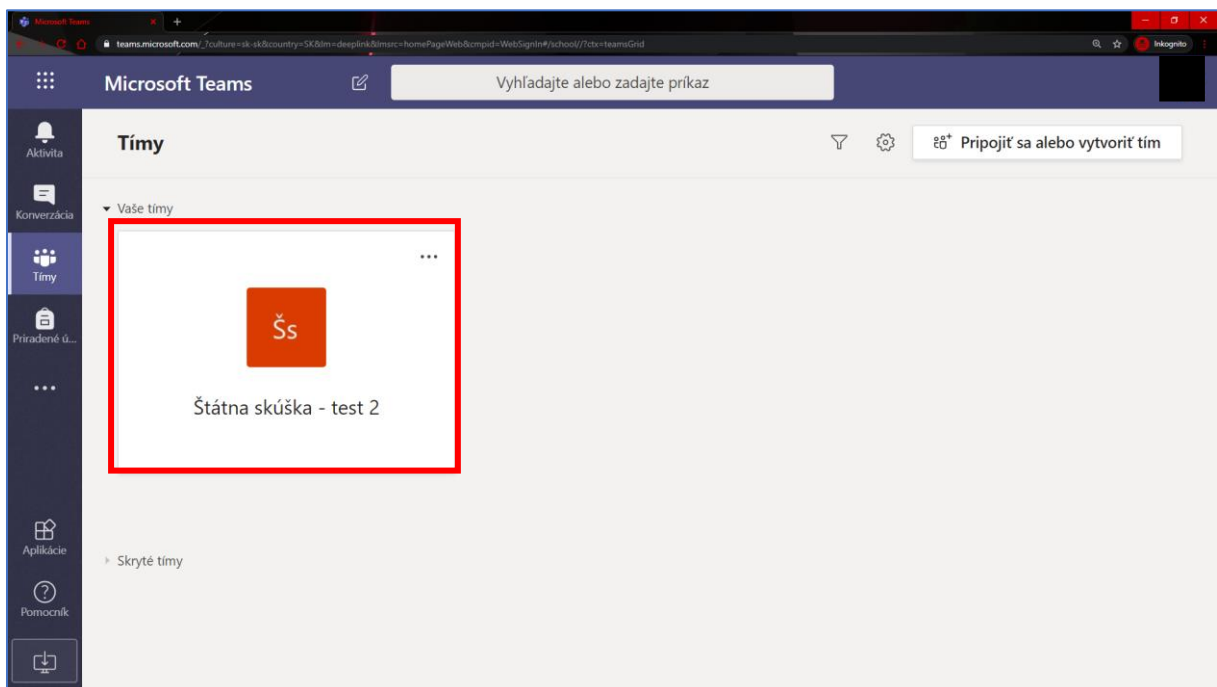 Microsoft Teams
teams.microsoft.com/_?culture=sk-sk&country=SK&lm=deeplink&lmsrc=homePageWeb&cmpid=WebSignIn#/school//?ctx=teamsGrid
Inkognito
Microsoft Teams
Vyhľadajte alebo zadajte príkaz
Aktivita
Konverzácia
Tímy
Priradené ú...
Aplikácie
Pomocník
Tímy
Pripojiť sa alebo vytvoriť tím
Vaše tímy
Šs
Štátna skúška - test 2
Skryté tímy